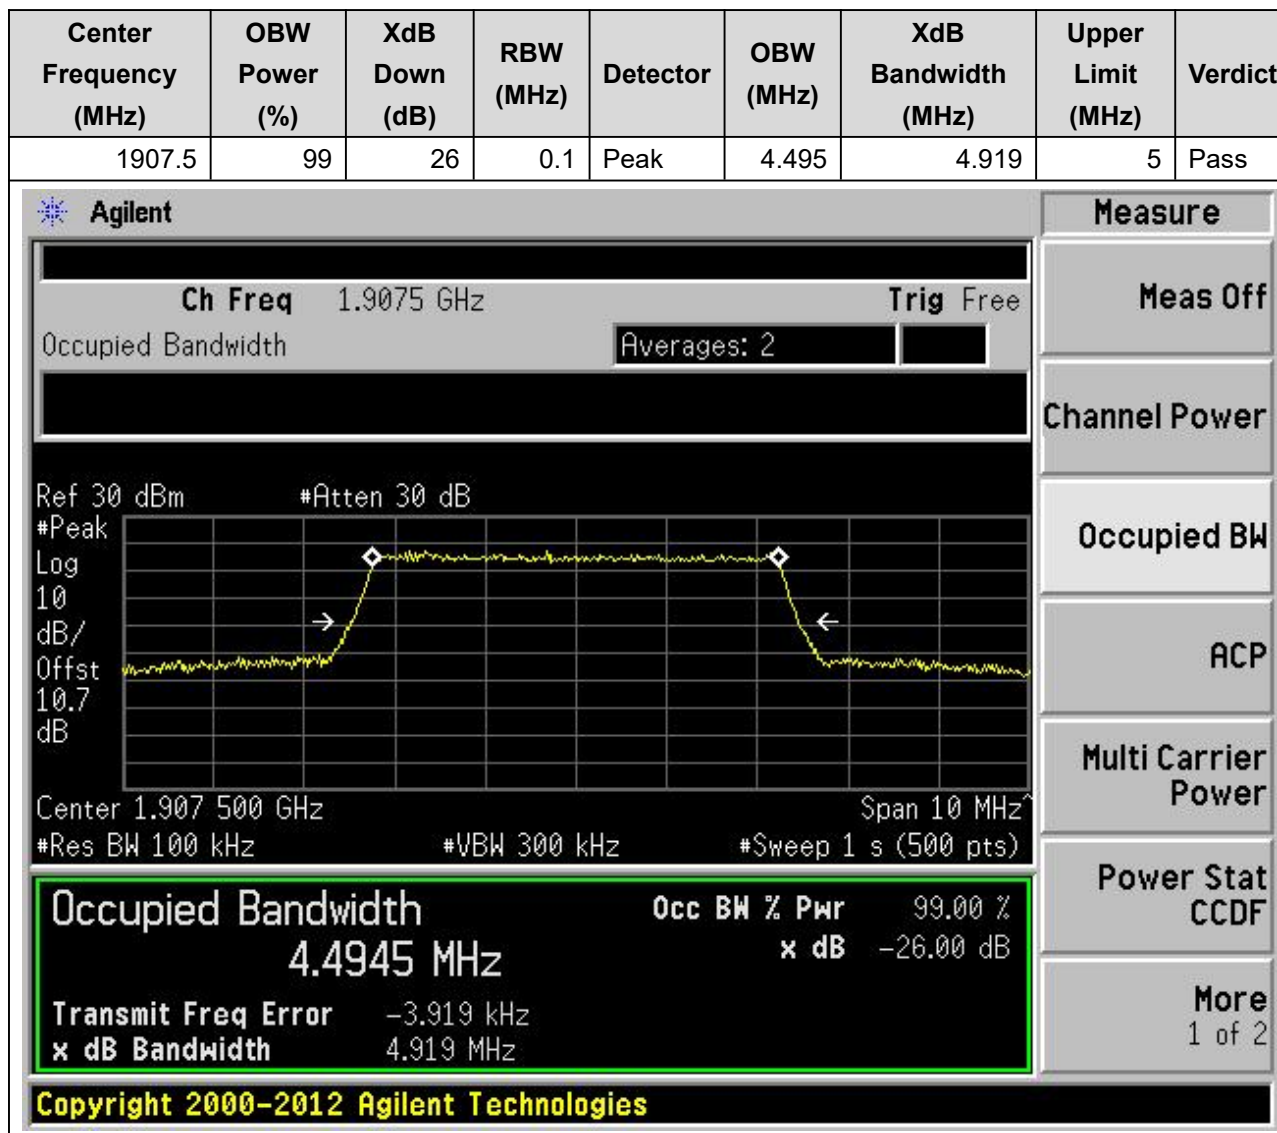 Center Frequency (MHz) OBW Power (%) XdB Down (dB) RBW (MHz) Detector OBW (MHz) XdB Bandwidth (MHz) Upper Limit (MHz) Verdict
1907.5 99 26 0.1 Peak 4.495 4.919 5 Pass
Agilent
Ch Freq 1.9075 GHz Trig Free
Occupied Bandwidth Averages: 2
Ref 30 dBm #Atten 30 dB
#Peak
Log
10
dB/
Offst
10.7
dB
Center 1.907 500 GHz Span 10 MHz^
#Res BW 100 kHz #VBW 300 kHz #Sweep 1 s (500 pts)
Occupied Bandwidth Occ BW % Pwr 99.00 %
4.4945 MHz x dB -26.00 dB
Transmit Freq Error -3.919 kHz
x dB Bandwidth 4.919 MHz
Copyright 2000-2012 Agilent Technologies
Measure
Meas Off
Channel Power
Occupied BW
ACP
Multi Carrier
Power
Power Stat
CCDF
More
1 of 2